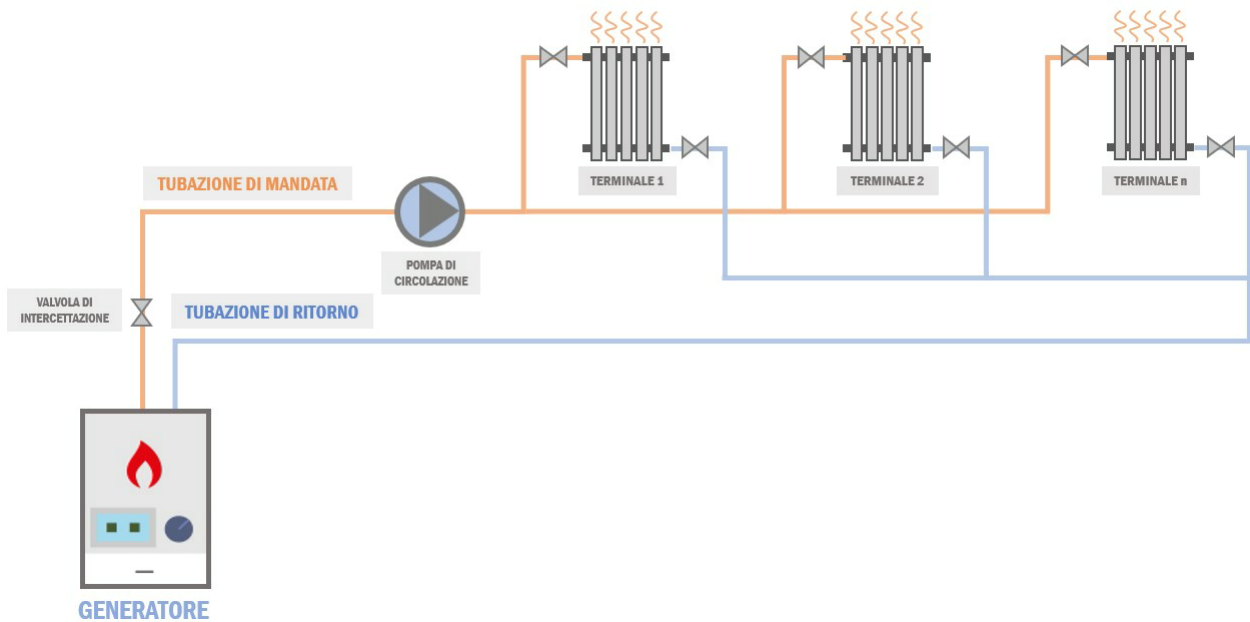 TERMINALE 1
TERMINALE 2
TERMINALE n
TUBAZIONE DI MANDATA
POMPA DI
CIRCOLAZIONE
VALVOLA DI
INTERCETTAZIONE
TUBAZIONE DI RITORNO
GENERATORE